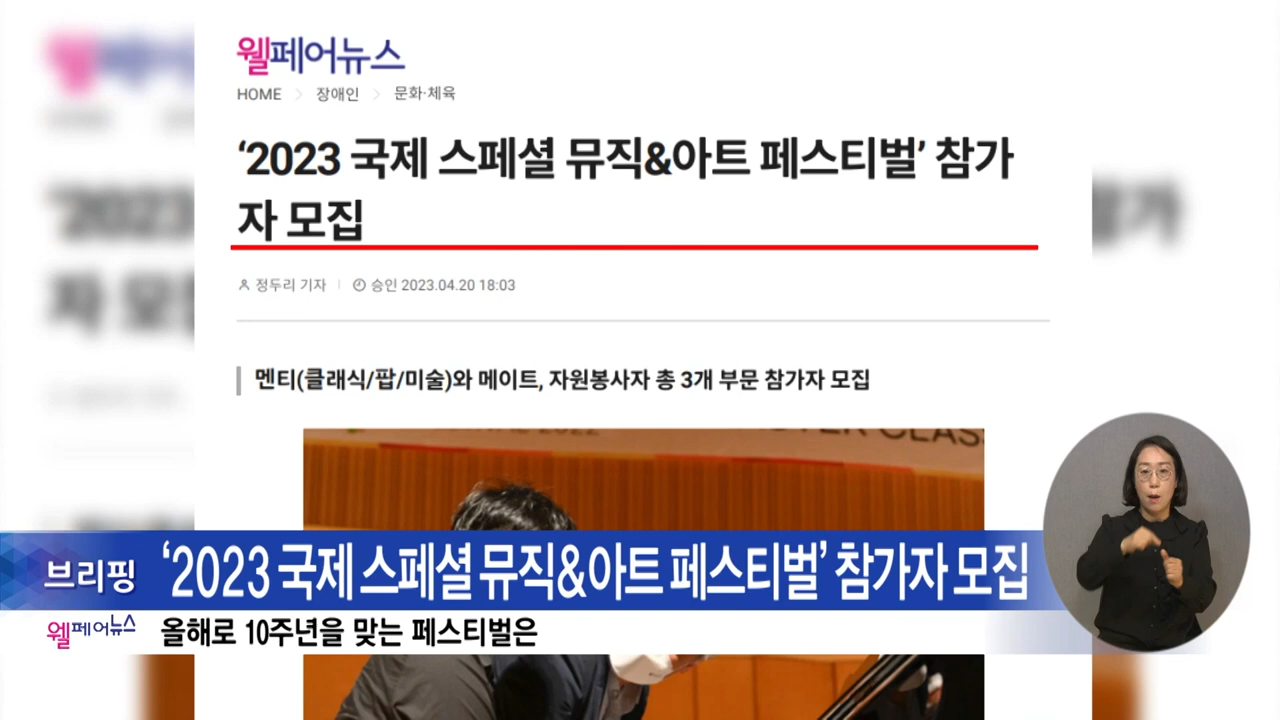 웰페어뉴스
HOME > 장애인 > 문화·체육
‘2023 국제 스페셜 뮤직&아트 페스티벌’ 참가
자 모집
정두리 기자 | 승인 2023.04.20 18:03
멘티(클래식/팝/미술)와 메이트, 자원봉사자 총 3개 부문 참가자 모집
CLASS
브리핑 ‘2023 국제 스페셜 뮤직&아트 페스티벌’ 참가자 모집
웰페어뉴스 올해로 10주년을 맞는 페스티벌은